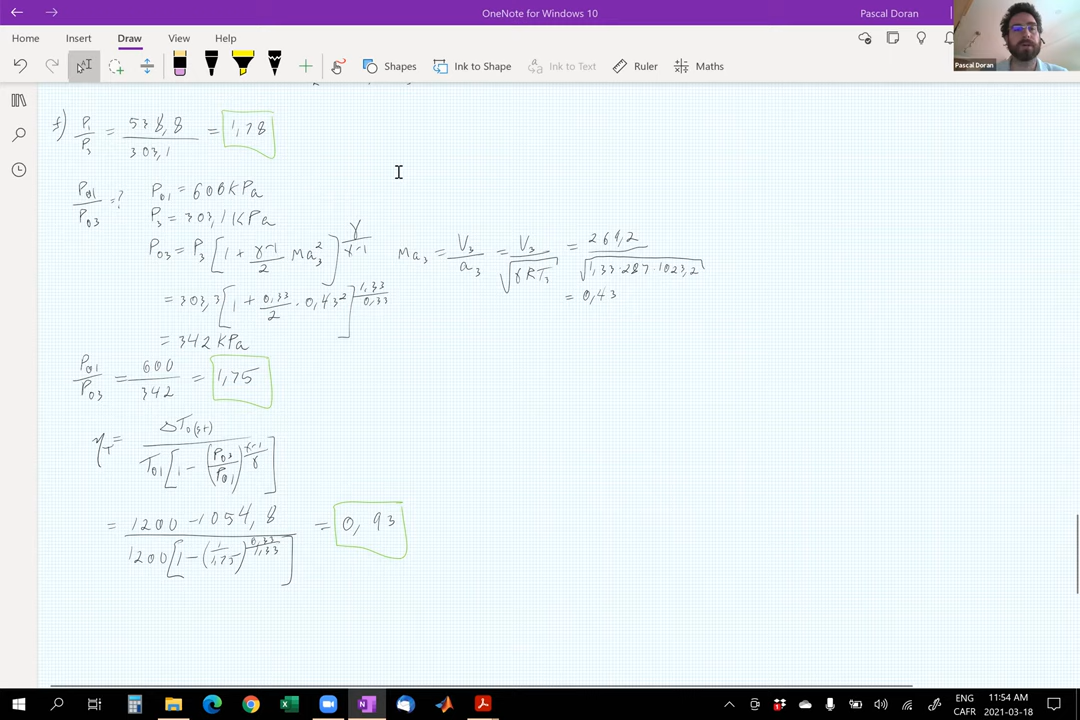 OneNote for Windows 10
Pascal Doran
Home Insert Draw View Help
Shapes Ink to Shape Ink to Text Ruler Maths
Pascal Doran
f) P1/P3 = 538,8/303,1 = 1,78
P01/P03 = ? P01 = 600 KPa
P3 = 303,1 KPa
P03 = P3 [1 + γ-1/2 Ma3²]^γ/γ-1 Ma3 = V3/a3 = V3/√γRT3 = 269,2/√1,33·287·1023,2
= 303,3 [1 + 0,33/2 · 0,43²]^1,33/0,33 = 0,43
= 342 KPa
P01/P03 = 600/342 = 1,75
ηT = ΔT0(st)/T01[1 - (P03/P01)^γ-1/γ]
= 1200 - 1054,8/1200[1 - (1/1,75)^0,33/1,33] = 0,93
ENG
CAFR
11:54 AM
2021-03-18